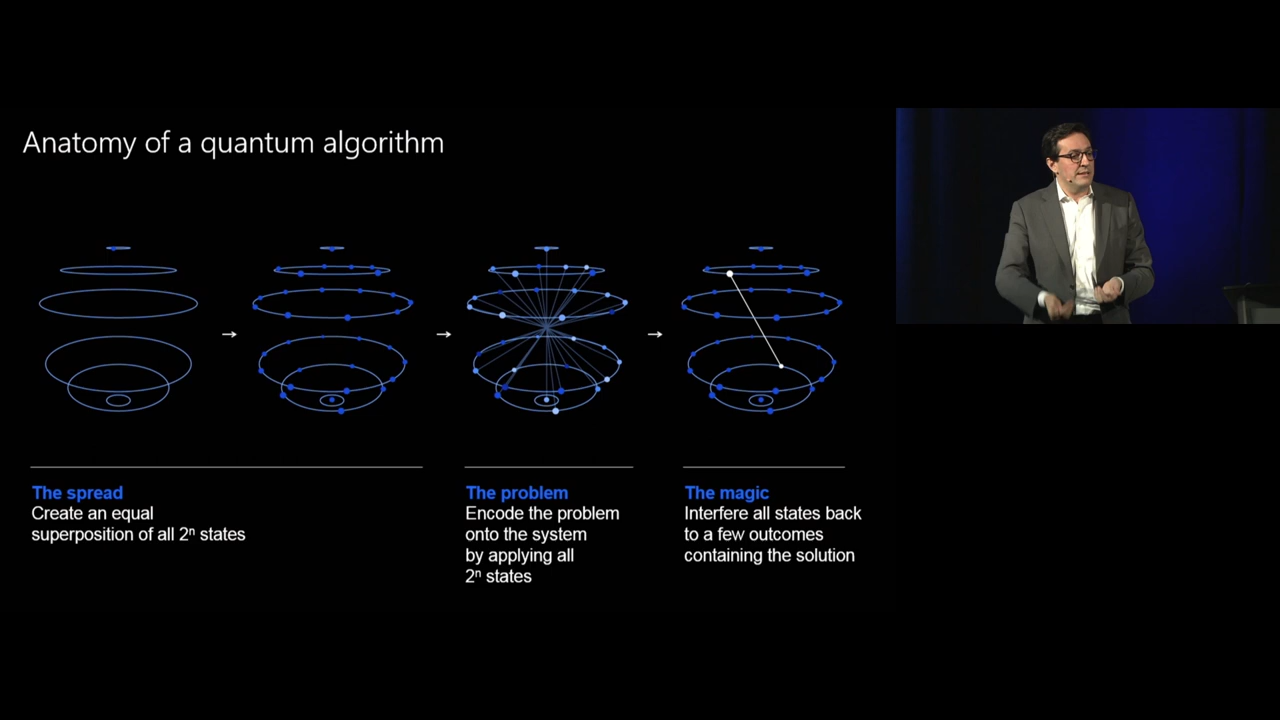 Anatomy of a quantum algorithm
The spread
Create an equal
superposition of all 2ⁿ states
The problem
Encode the problem
onto the system
by applying all
2ⁿ states
The magic
Interfere all states back
to a few outcomes
containing the solution